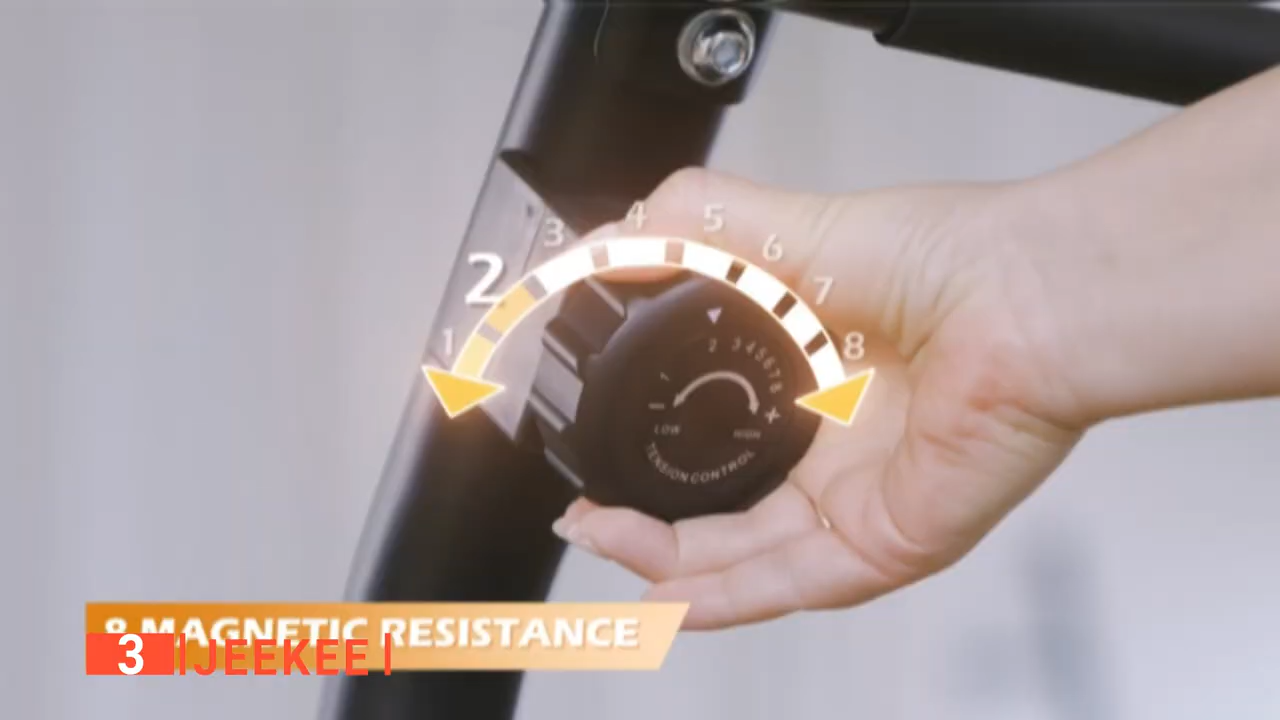 1 2 3 4 5 6 7 8
1 2 3 4 5 6 7 8
— +
LOW HIGH
TENSION CONTROL
8 MAGNETIC RESISTANCE
3 JEEKEE